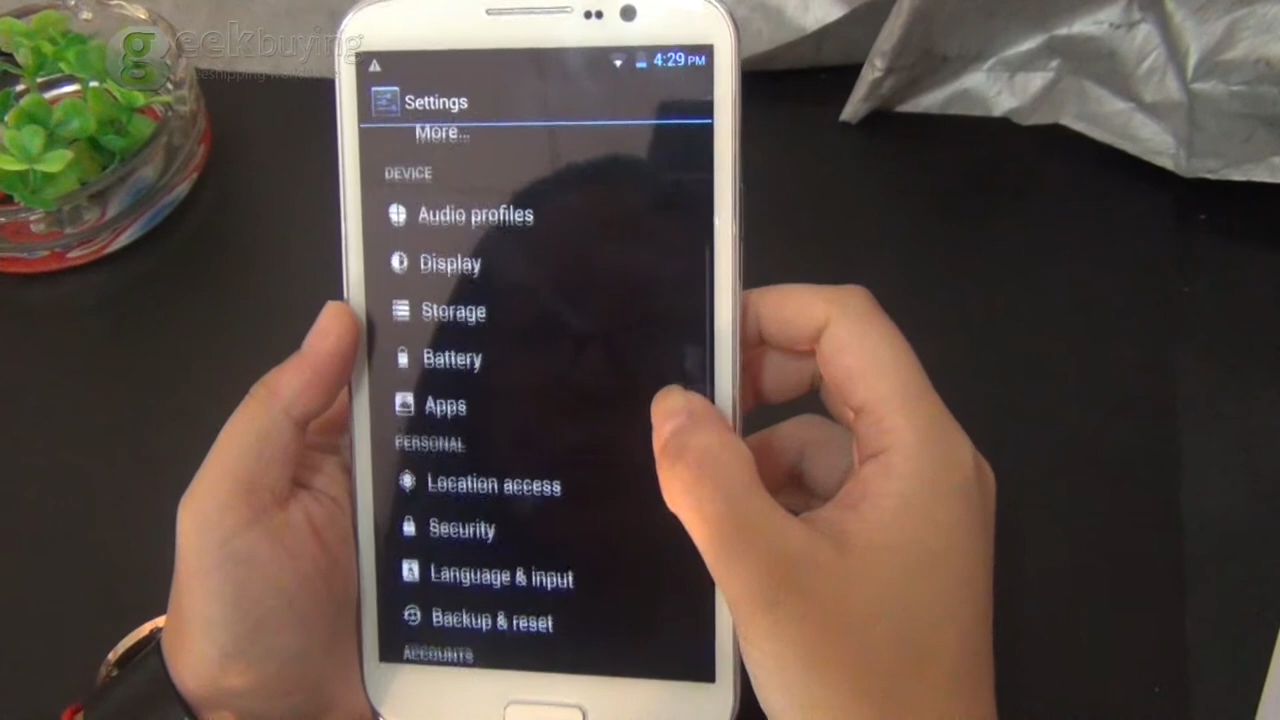 geekbuying
4:29 PM
Settings
More...
DEVICE
Audio profiles
Display
Storage
Battery
Apps
PERSONAL
Location access
Security
Language & input
Backup & reset
ACCOUNTS